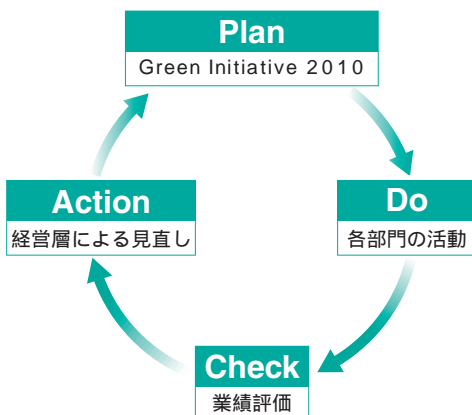 Plan
Green Initiative 2010
Do
各部門の活動
Check
業績評価
Action
経営層による見直し